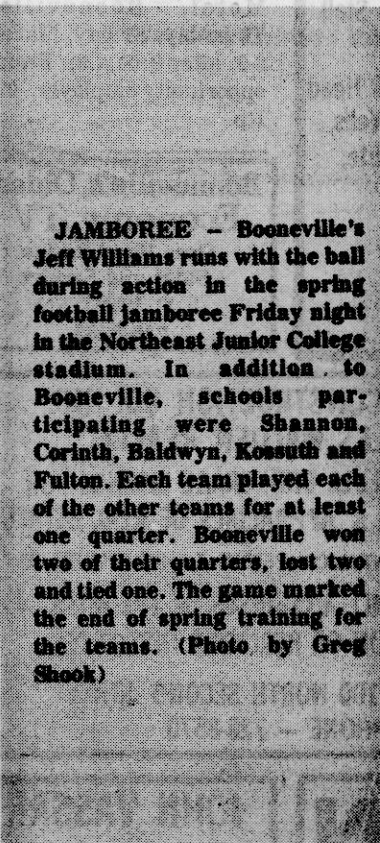 JAMBOREE – Booneville's
Jeff Williams runs with the ball
during action in the spring
football jamboree Friday night
in the Northeast Junior College
stadium. In addition to
Booneville, schools par-
ticipating were Shannon,
Corinth, Baldwyn, Kossuth and
Fulton. Each team played each
of the other teams for at least
one quarter. Booneville won
two of their quarters, lost two
and tied one. The game marked
the end of spring training for
the teams. (Photo by Greg
Shook)